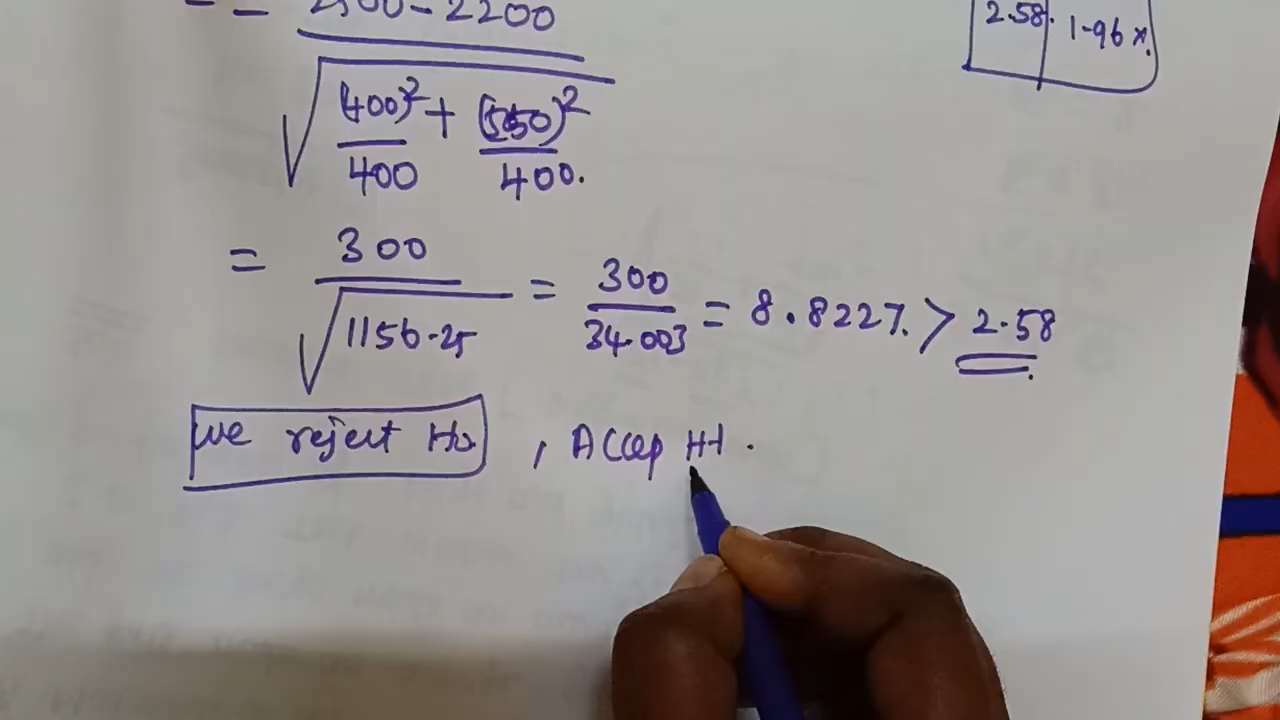 = 2500 - 2200
2.58 1.96 x.
(400)² + (550)²
400 400.
= 300 = 300 = 8.8227. > 2.58
√1156.25 34.003
we reject H0 , Accep H1.